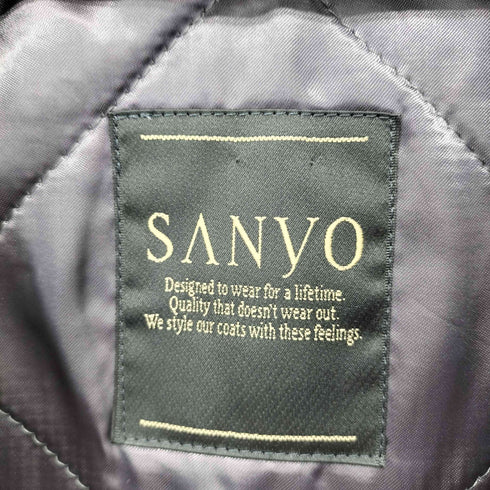 SANYO
Designed to wear for a lifetime.
Quality that doesn't wear out.
We style our coats with these feelings.